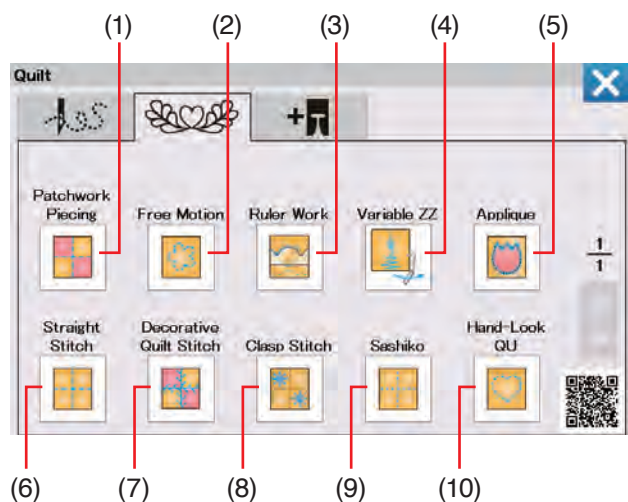 (1) (2) (3) (4) (5)
Quilt
Patchwork
Piecing
Free Motion
Ruler Work
Variable ZZ
Applique
1
1
Straight
Stitch
Decorative
Quilt Stitch
Clasp Stitch
Sashiko
Hand-Look
QU
(6) (7) (8) (9) (10)